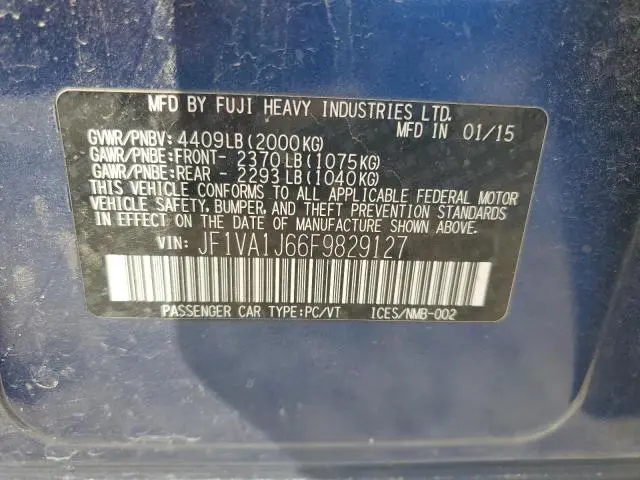 MFD BY FUJI HEAVY INDUSTRIES LTD.
MFD IN 01/15
GVWR/PNBV: 4409LB(2000KG)
GAWR/PNBE:FRONT- 2370LB(1075KG)
GAWR/PNBE:REAR - 2293LB(1040KG)
THIS VEHICLE CONFORMS TO ALL APPLICABLE FEDERAL MOTOR
VEHICLE SAFETY, BUMPER, AND THEFT PREVENTION STANDARDS
IN EFFECT ON THE DATE OF MANUFACTURE SHOWN ABOVE.
VIN: JF1VA1J66F9829127
PASSENGER CAR TYPE:PC/VT ICES/NMB-002